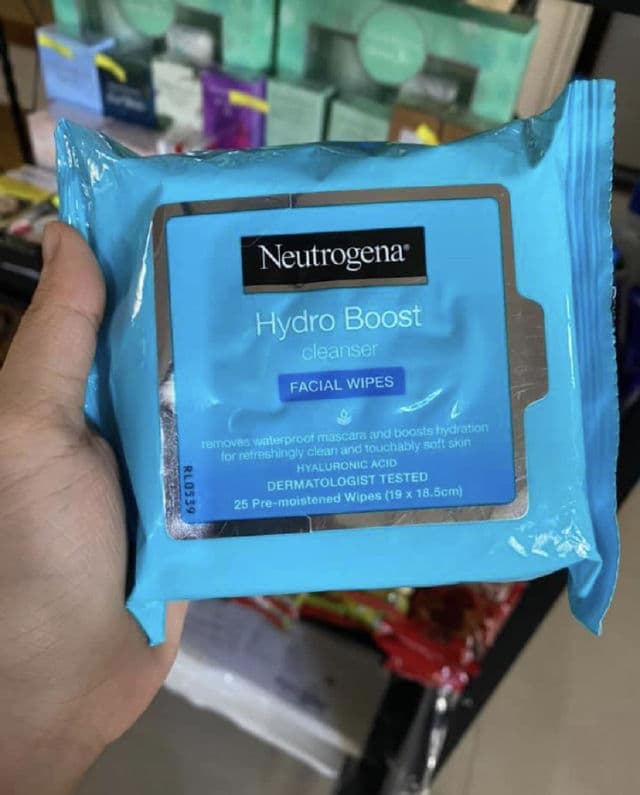 Neutrogena®
Hydro Boost
cleanser
FACIAL WIPES
removes waterproof mascara and boosts hydration
for refreshingly clean and touchably soft skin
HYALURONIC ACID
DERMATOLOGIST TESTED
25 Pre-moistened Wipes (19 x 18.5cm)
RL0539